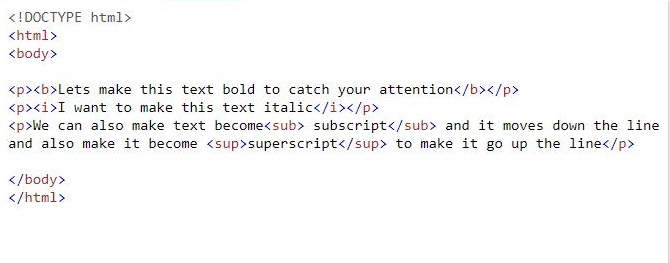 <!DOCTYPE html>
<html>
<body>
<p><b>Lets make this text bold to catch your attention</b></p>
<p><i>I want to make this text italic</i></p>
<p>We can also make text become<sub> subscript</sub> and it moves down the line
and also make it become <sup>superscript</sup> to make it go up the line</p>
</body>
</html>